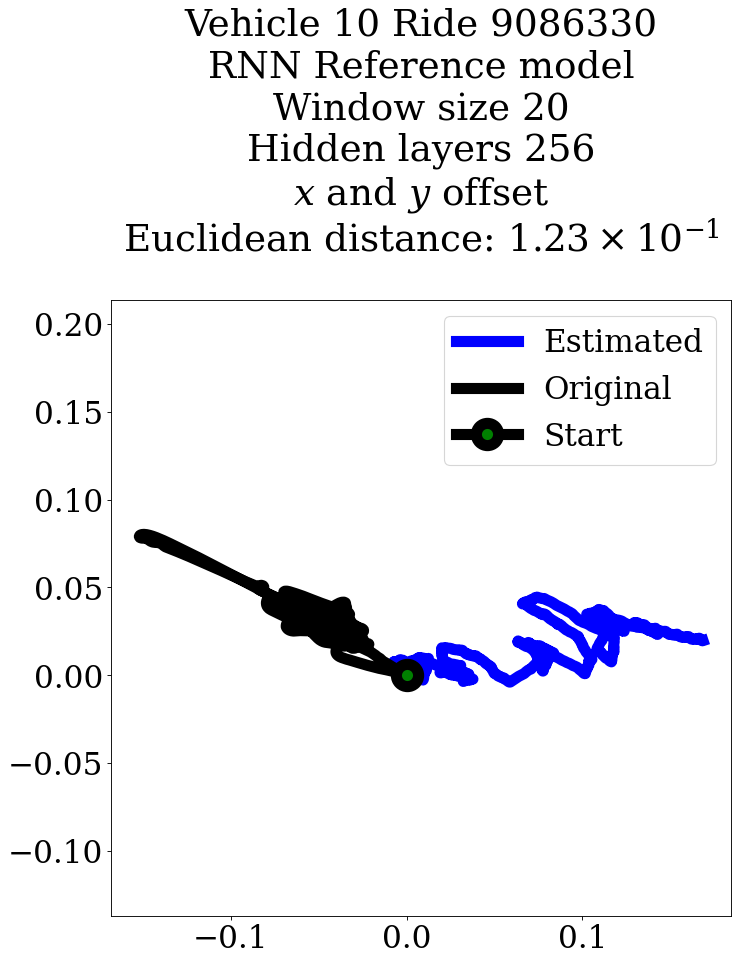 Vehicle 10 Ride 9086330
RNN Reference model
Window size 20
Hidden layers 256
x and y offset
Euclidean distance: 1.23 × 10⁻¹
Estimated
Original
Start
0.20
0.15
0.10
0.05
0.00
−0.05
−0.10
−0.1 0.0 0.1